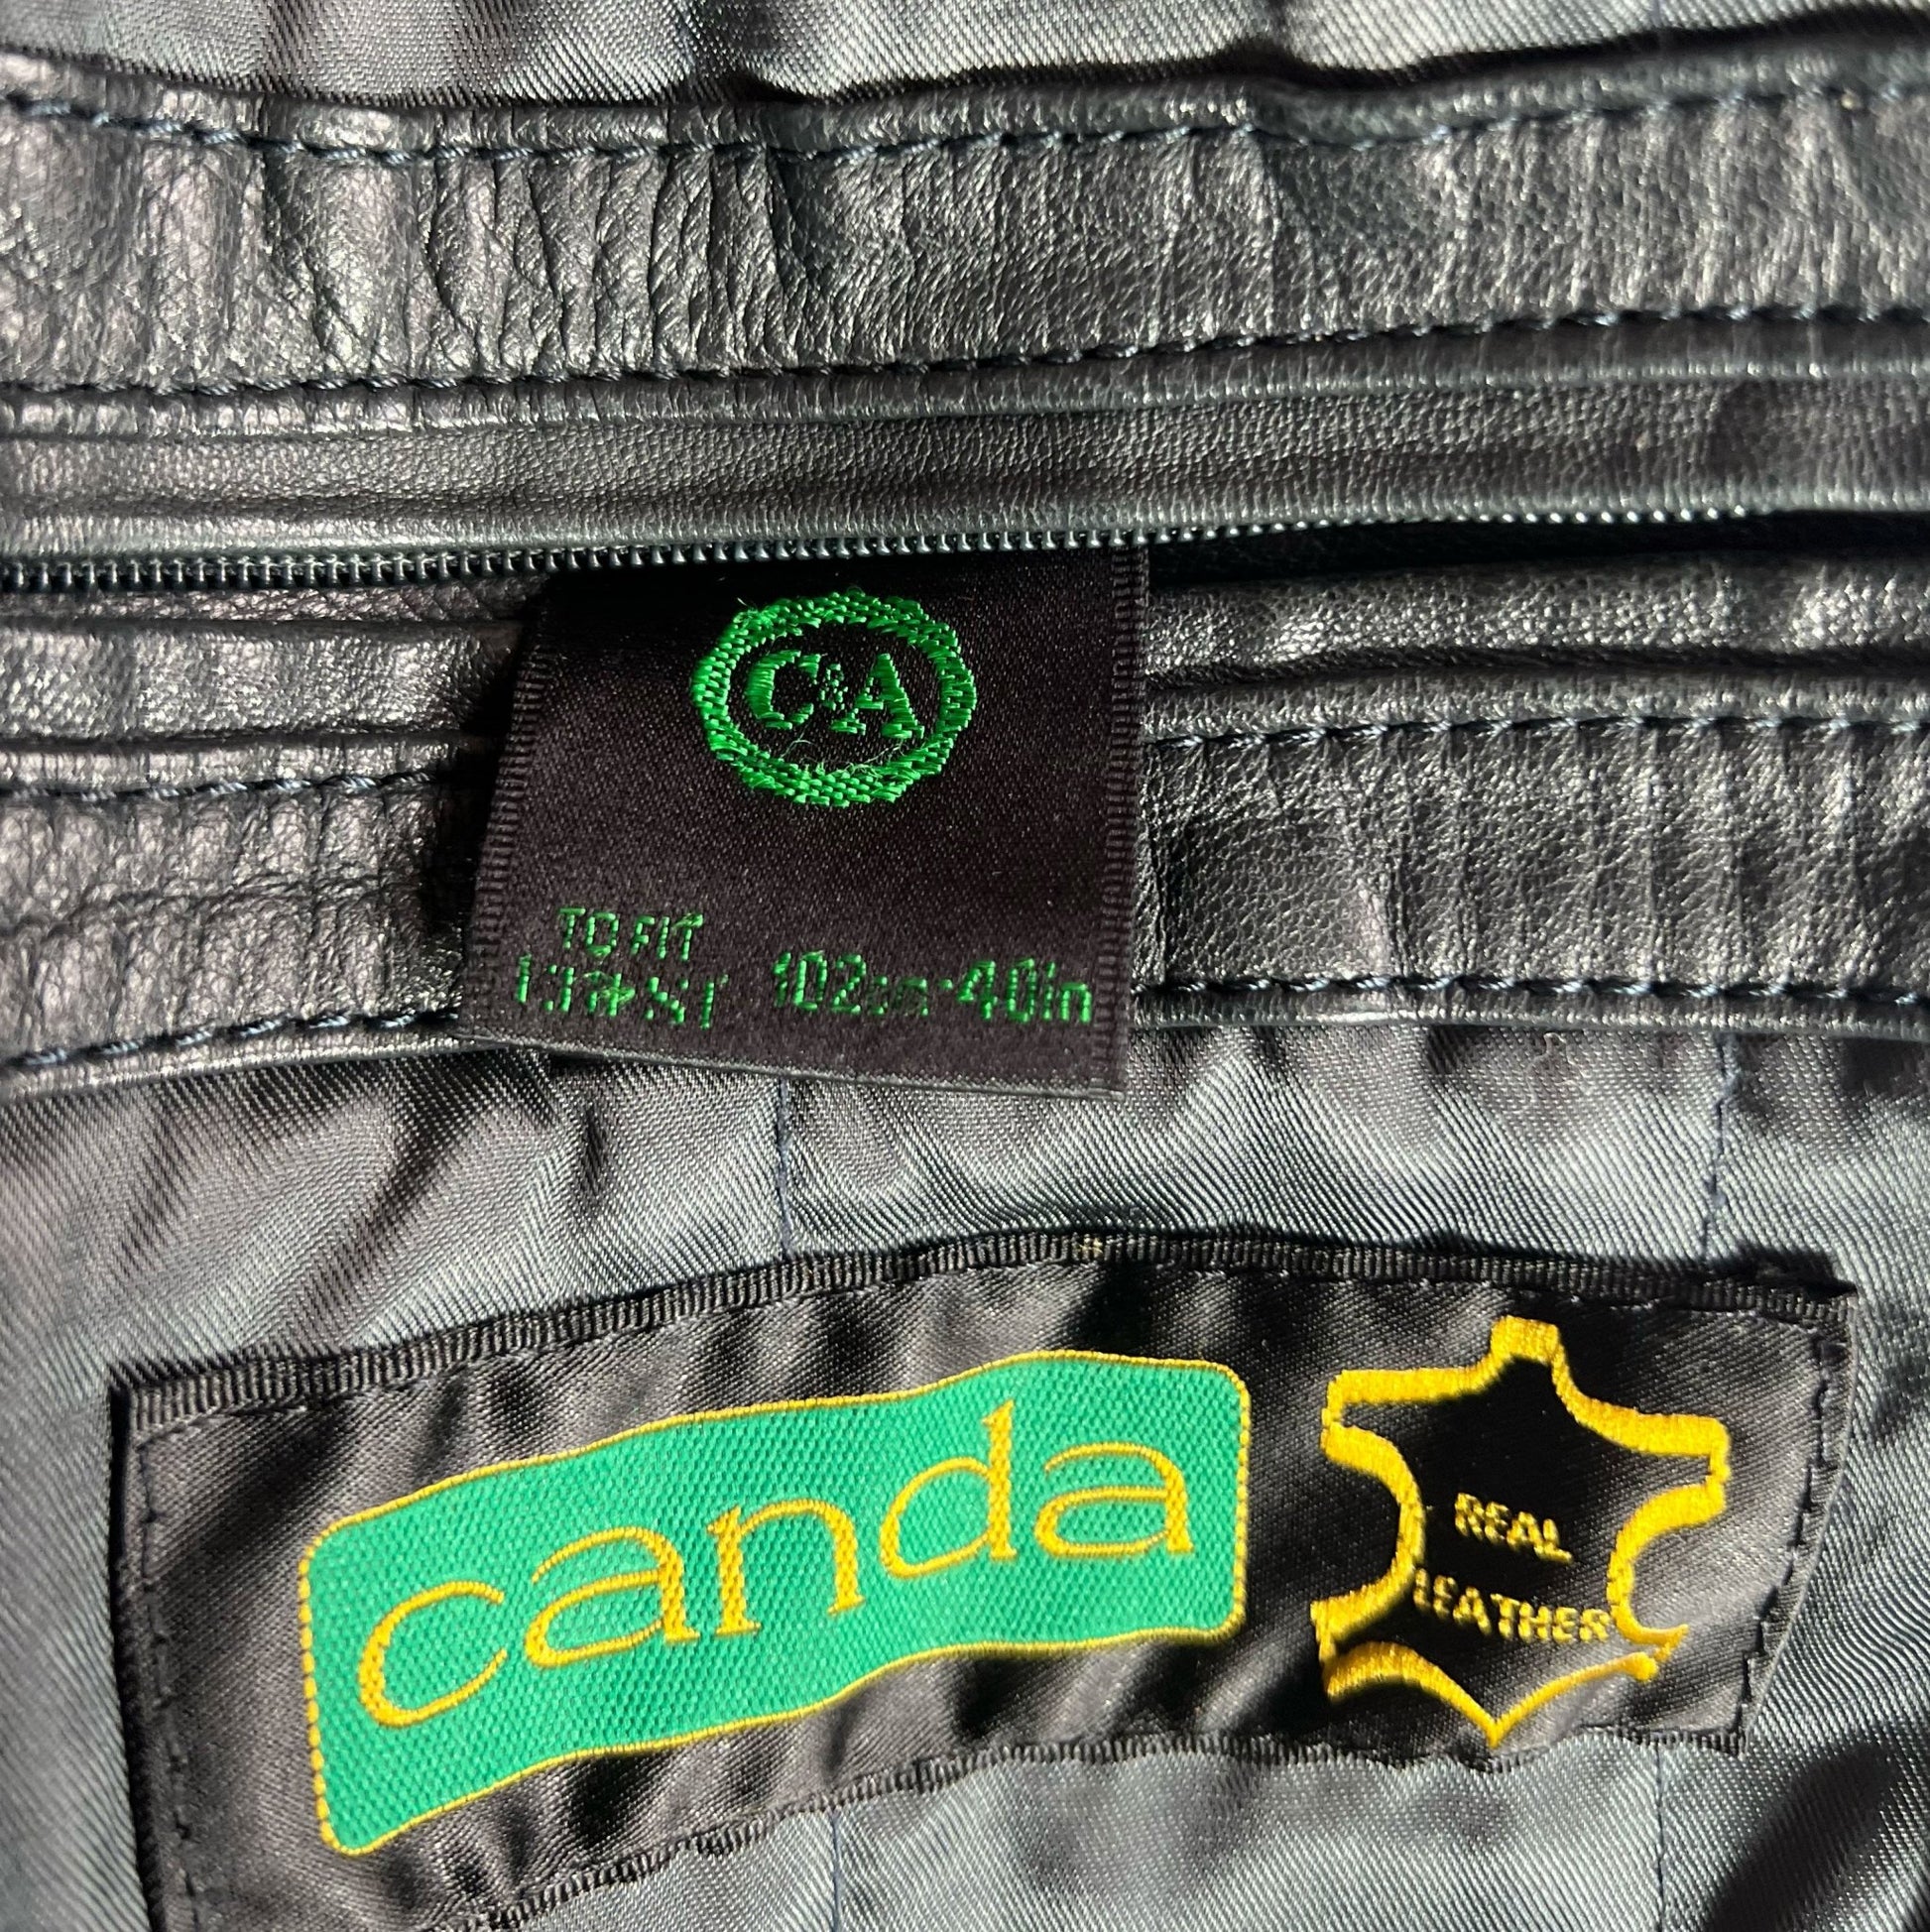 C&A
TO FIT
CHEST 102cm-40in
canda
REAL
LEATHER